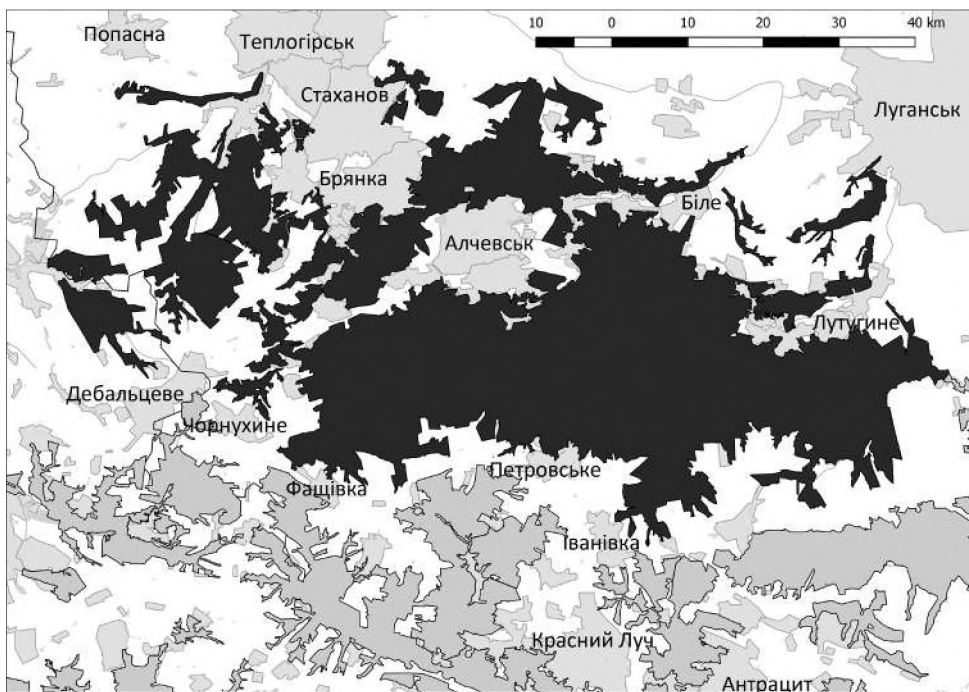 10 0 10 20 30 40 km
Попасна
Теплогірськ
Стаханов
Луганськ
Брянка
Біле
Алчевськ
Лутугине
Дебальцеве
Чорнухине
Петровське
Фащівка
Іванівка
Красний Луч
Антрацит